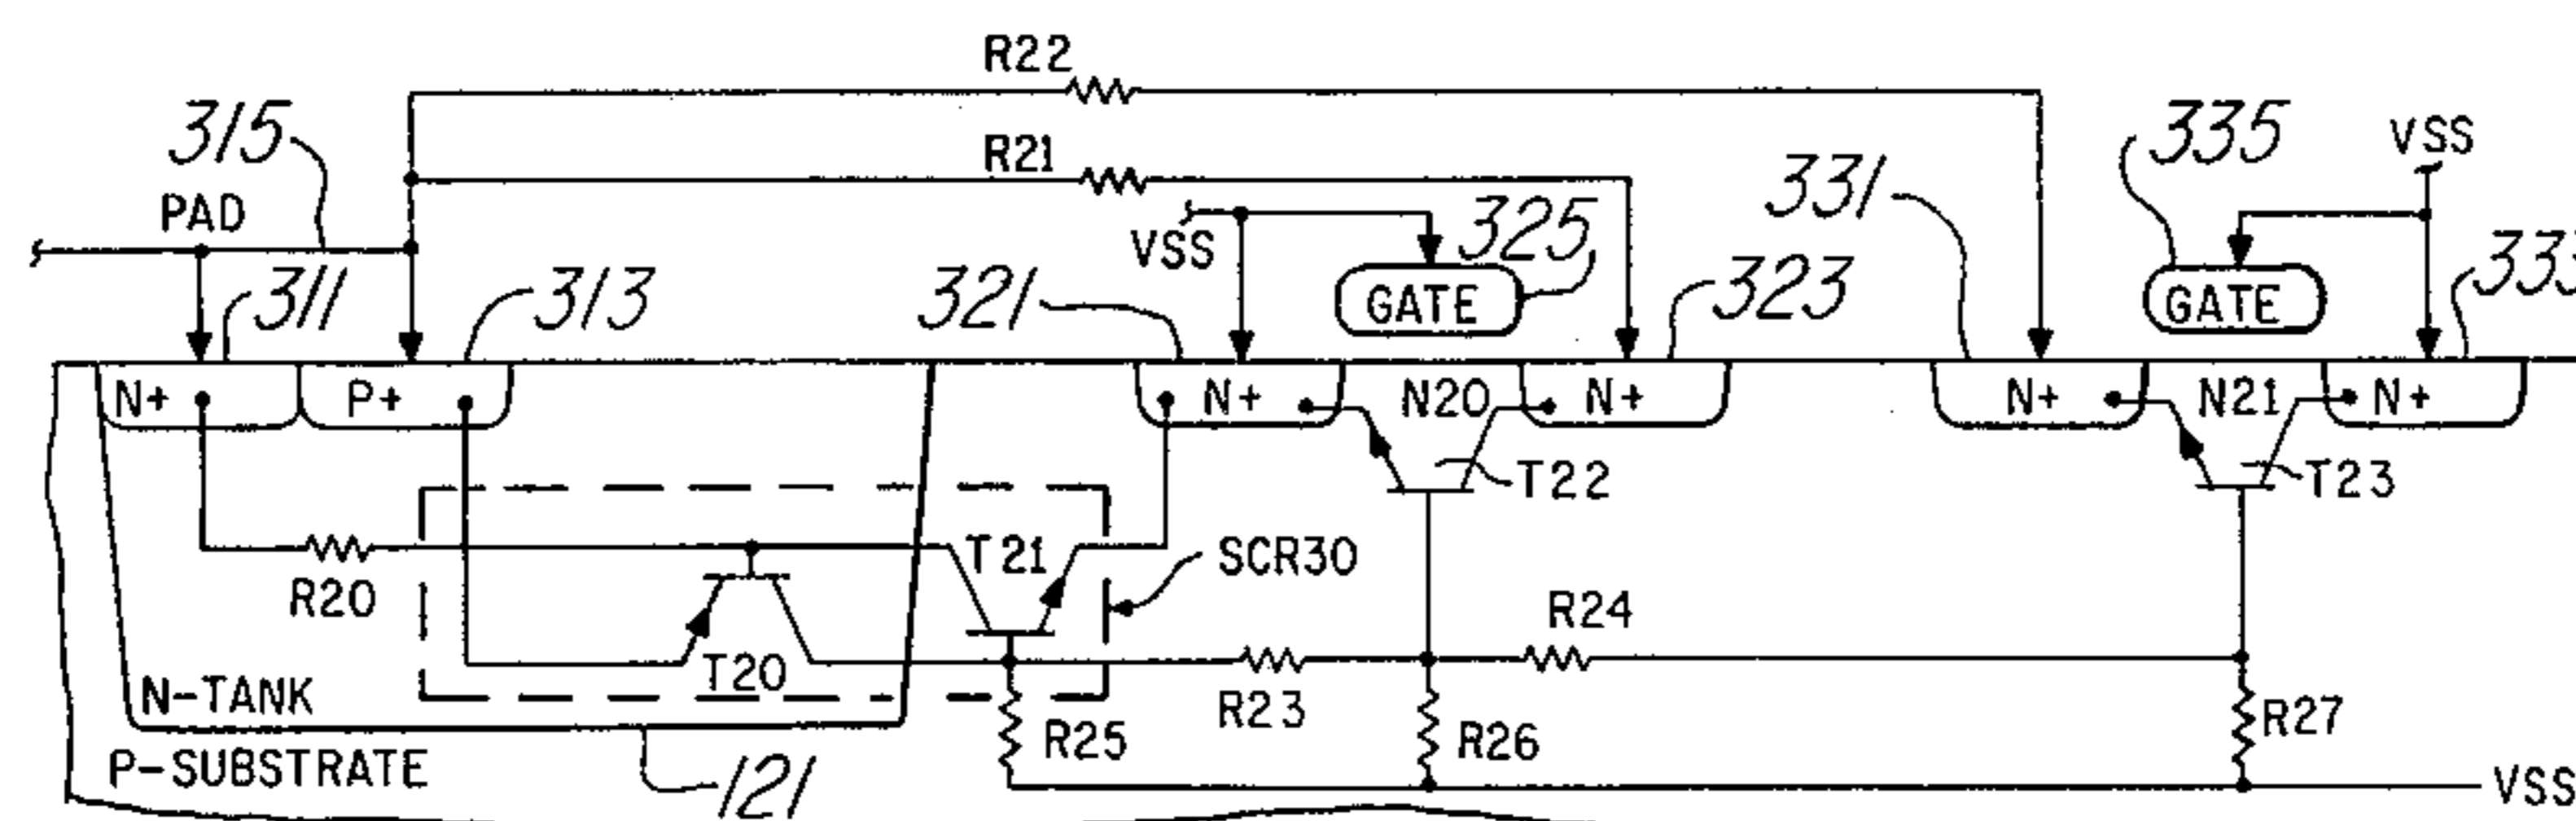 R22
315
R21
331
335
VSS
PAD
VSS
325
311
313
321
GATE
323
GATE
333
N+
P+
N+
N20
N+
N+
N21
N+
T22
T23
T21
SCR30
R20
R24
T20
N-TANK
R23
R25
R26
R27
P-SUBSTRATE
121
VSS